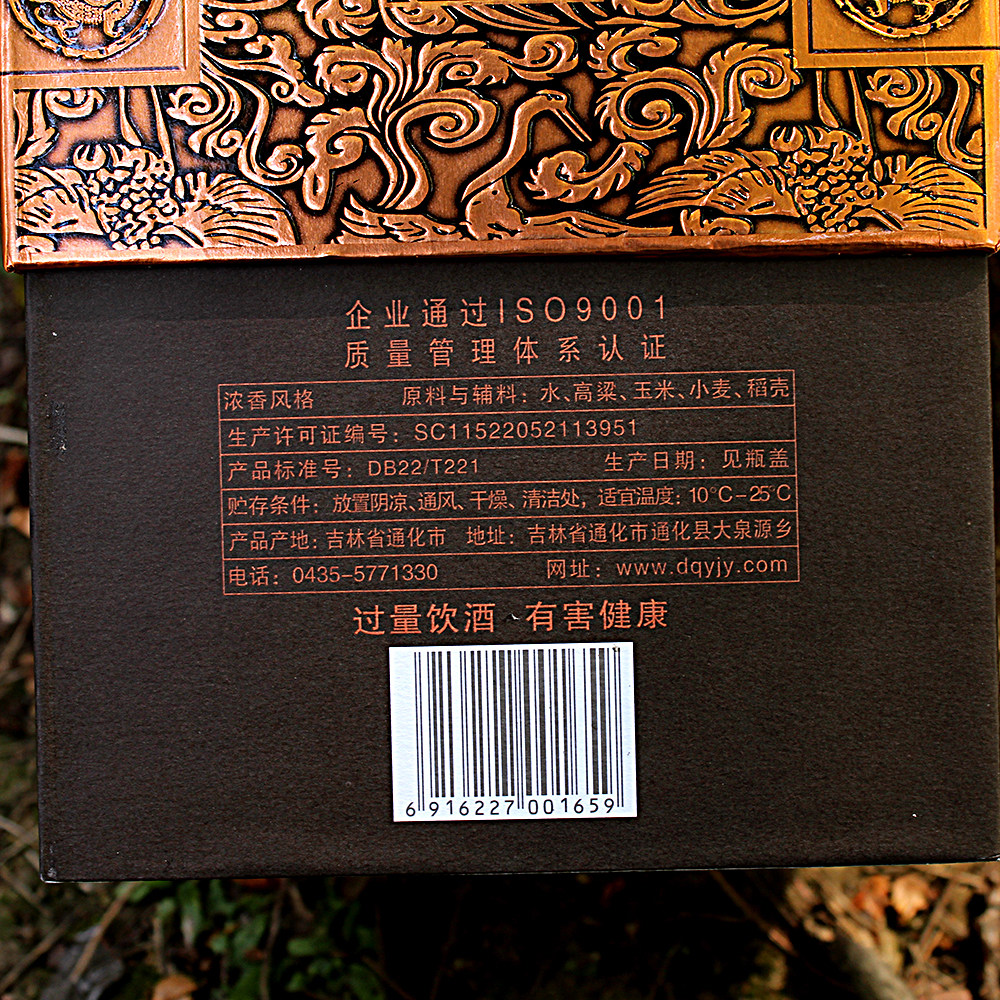 企业通过ISO9001
质量管理体系认证
浓香风格 原料与辅料：水、高粱、玉米、小麦、稻壳
生产许可证编号：SC11522052113951
产品标准号：DB22/T221 生产日期：见瓶盖
贮存条件：放置阴凉、通风、干燥、清洁处，适宜温度：10°C-25°C
产品产地：吉林省通化市 地址：吉林省通化市通化县大泉源乡
电话：0435-5771330 网址：www.dqyjy.com
过量饮酒、有害健康
6 916227 001659